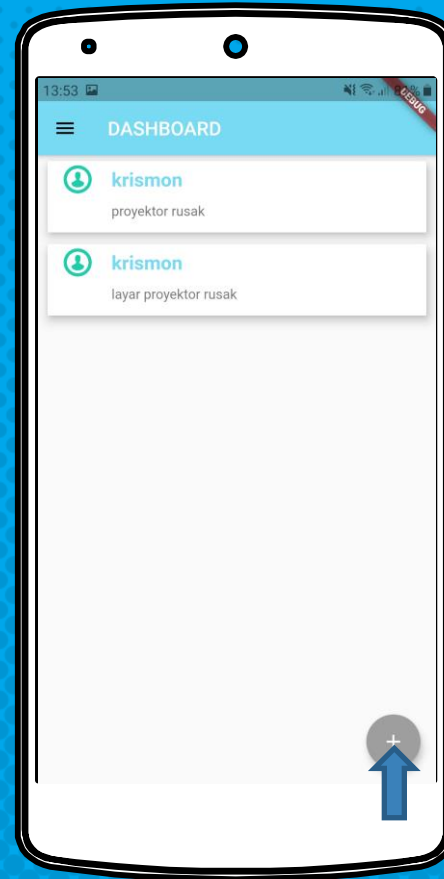 13:53
DEBUG
DASHBOARD
krismon
proyektor rusak
krismon
layar proyektor rusak
+